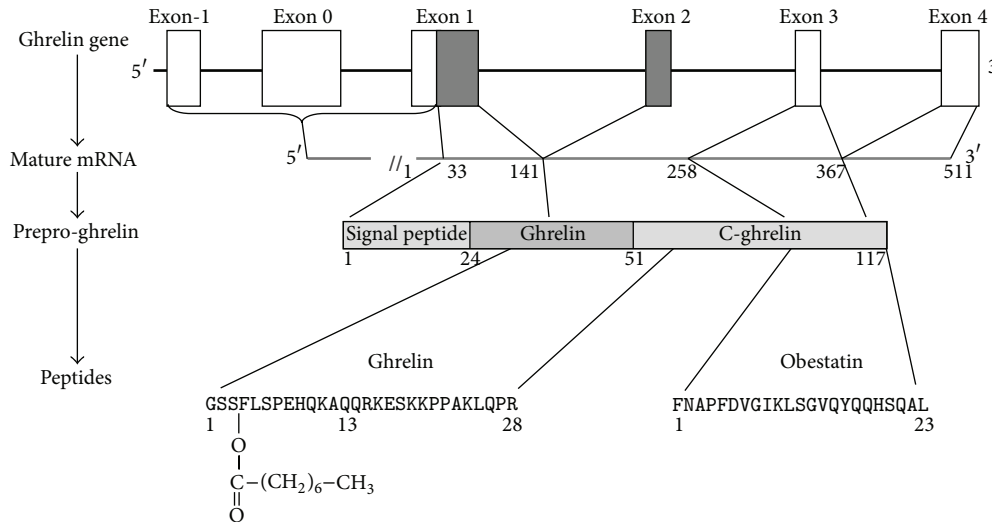 Exon-1 Exon 0 Exon 1 Exon 2 Exon 3 Exon 4
Ghrelin gene
5′ 3
Mature mRNA
5′ // 1 33 141 258 367 511 3′
Prepro-ghrelin
Signal peptide Ghrelin C-ghrelin
1 24 51 117
Peptides
Ghrelin Obestatin
GSSFLSPEHQKAQQRKESKKPPAKLQPR FNAPFDVGIKLSGVQYQQHSQAL
1 13 28 1 23
O
C–(CH₂)₆–CH₃
O